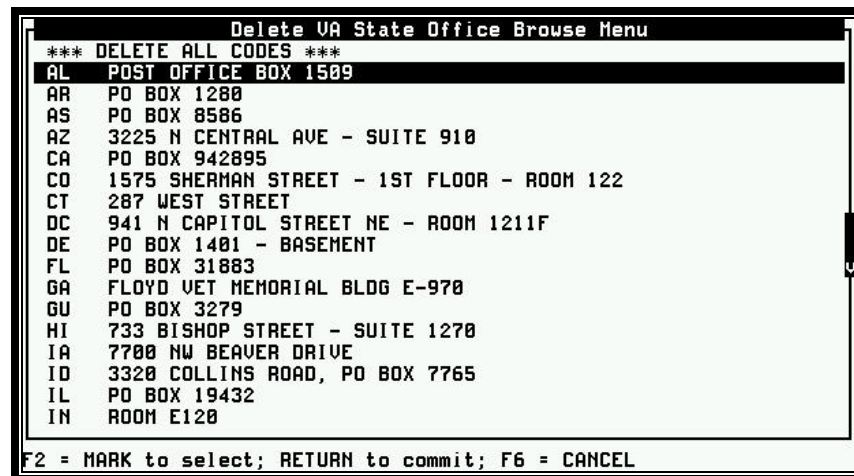 Delete VA State Office Browse Menu
*** DELETE ALL CODES ***
AL POST OFFICE BOX 1509
AR PO BOX 1280
AS PO BOX 8586
AZ 3225 N CENTRAL AVE - SUITE 910
CA PO BOX 942895
CO 1575 SHERMAN STREET - 1ST FLOOR - ROOM 122
CT 287 WEST STREET
DC 941 N CAPITOL STREET NE - ROOM 1211F
DE PO BOX 1401 - BASEMENT
FL PO BOX 31883
GA FLOYD VET MEMORIAL BLDG E-970
GU PO BOX 3279
HI 733 BISHOP STREET - SUITE 1270
IA 7700 NW BEAVER DRIVE
ID 3320 COLLINS ROAD, PO BOX 7765
IL PO BOX 19432
IN ROOM E120
F2 = MARK to select; RETURN to commit; F6 = CANCEL